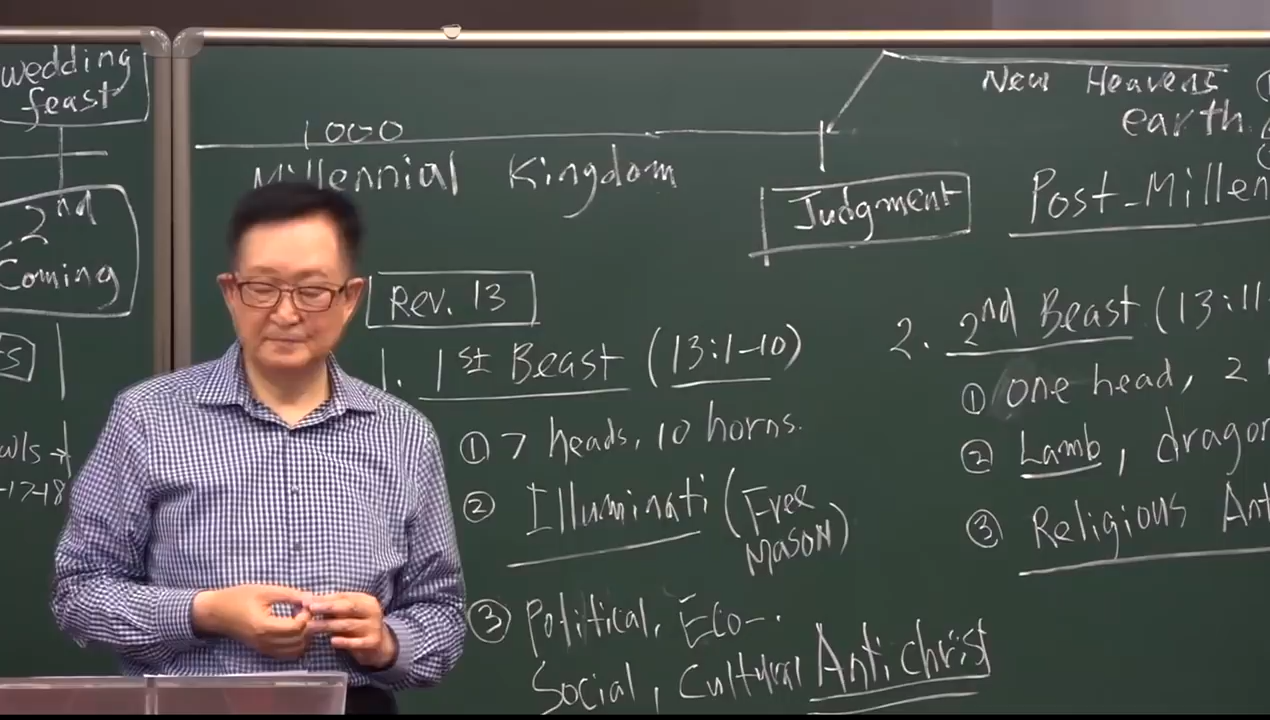 wedding
feast
2nd
Coming
-17-18
1000
Millennial Kingdom
Judgment
New Heavens
earth
Post-Millen
Rev. 13
1. 1st Beast (13:1-10)
① 7 heads, 10 horns.
② Illuminati (Free
Mason)
③ Political, Eco-.
Social, Cultural Antichrist
2. 2nd Beast (13:11-
① one head, 2
② Lamb, dragon
③ Religious Ant